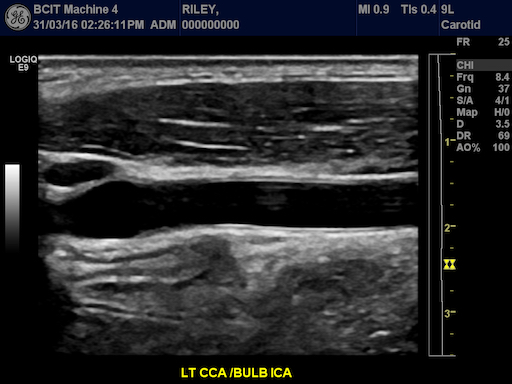 BCIT Machine 4
RILEY,
MI 0.9 TIs 0.4 9L
31/03/16 02:26:11PM ADM 000000000
Carotid
FR 25
LOGIQ
E9
CHI
Frq 8.4
Gn 37
S/A 4/1
Map H/0
D 3.5
DR 69
AO% 100
1
2
3
LT CCA /BULB ICA